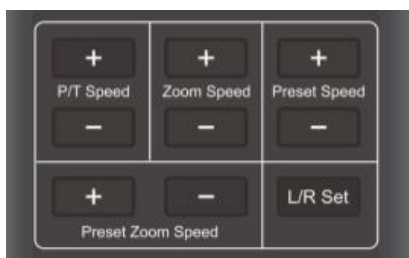 + + +
P/T Speed Zoom Speed Preset Speed
− − −
+ − L/R Set
Preset Zoom Speed